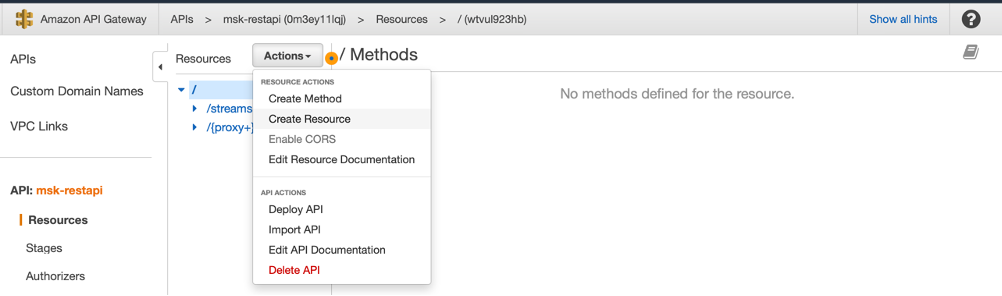 Amazon API Gateway
APIs > msk-restapi (0m3ey11lqj) > Resources > / (wtvul923hb)
Show all hints
?
APIs
Custom Domain Names
VPC Links
API: msk-restapi
Resources
Stages
Authorizers
Resources
Actions
/ Methods
/
/streams
/{proxy+}
RESOURCE ACTIONS
Create Method
Create Resource
Enable CORS
Edit Resource Documentation
API ACTIONS
Deploy API
Import API
Edit API Documentation
Delete API
No methods defined for the resource.